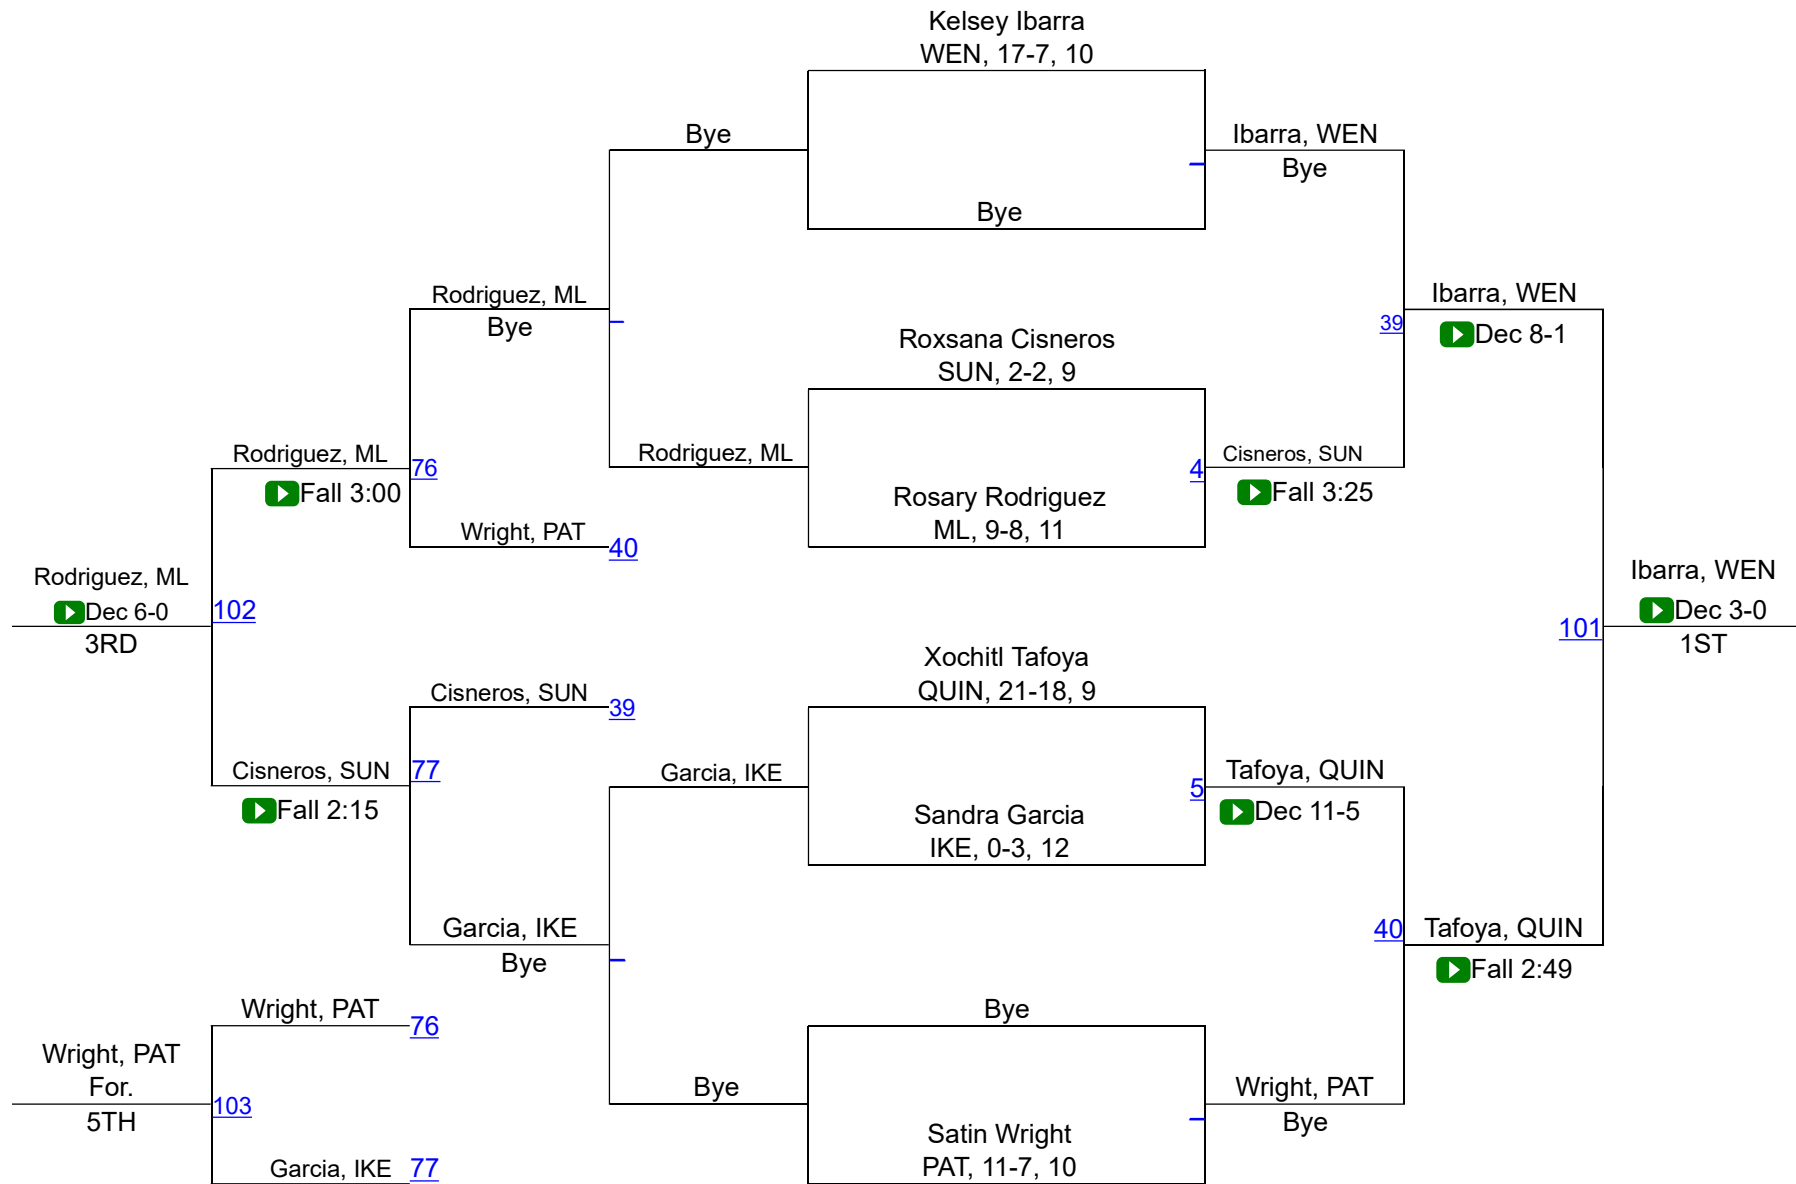 Kelsey Ibarra
WEN, 17-7, 10
Bye
Ibarra, WEN
Bye
Bye
Rodriguez, ML
Bye
Ibarra, WEN
Dec 8-1
39
Roxsana Cisneros
SUN, 2-2, 9
Rodriguez, ML
Fall 3:00
76
Rodriguez, ML
4
Cisneros, SUN
Fall 3:25
Rosary Rodriguez
ML, 9-8, 11
Wright, PAT
40
Rodriguez, ML
Dec 6-0
3RD
102
Ibarra, WEN
Dec 3-0
1ST
101
Xochitl Tafoya
QUIN, 21-18, 9
Cisneros, SUN
39
Cisneros, SUN
Fall 2:15
77
Garcia, IKE
5
Tafoya, QUIN
Dec 11-5
Sandra Garcia
IKE, 0-3, 12
Garcia, IKE
Bye
40
Tafoya, QUIN
Fall 2:49
Wright, PAT
76
Bye
Wright, PAT
For.
5TH
103
Bye
Wright, PAT
Bye
Satin Wright
PAT, 11-7, 10
Garcia, IKE
77